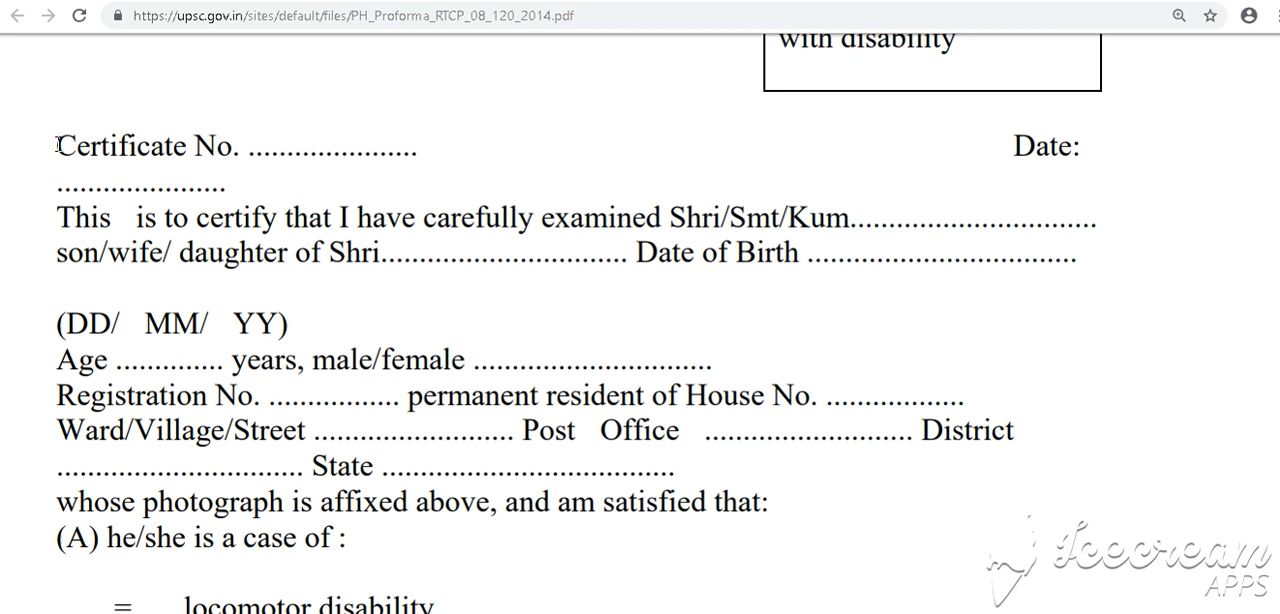 https://upsc.gov.in/sites/default/files/PH_Proforma_RTCP_08_120_2014.pdf
with disability
Certificate No. ...................... Date:
......................
This is to certify that I have carefully examined Shri/Smt/Kum................................
son/wife/ daughter of Shri................................ Date of Birth ...................................
(DD/ MM/ YY)
Age .............. years, male/female ...............................
Registration No. ................. permanent resident of House No. ..................
Ward/Village/Street .......................... Post Office ........................... District
................................ State ......................................
whose photograph is affixed above, and am satisfied that:
(A) he/she is a case of :
= locomotor disability
Icecream
APPS